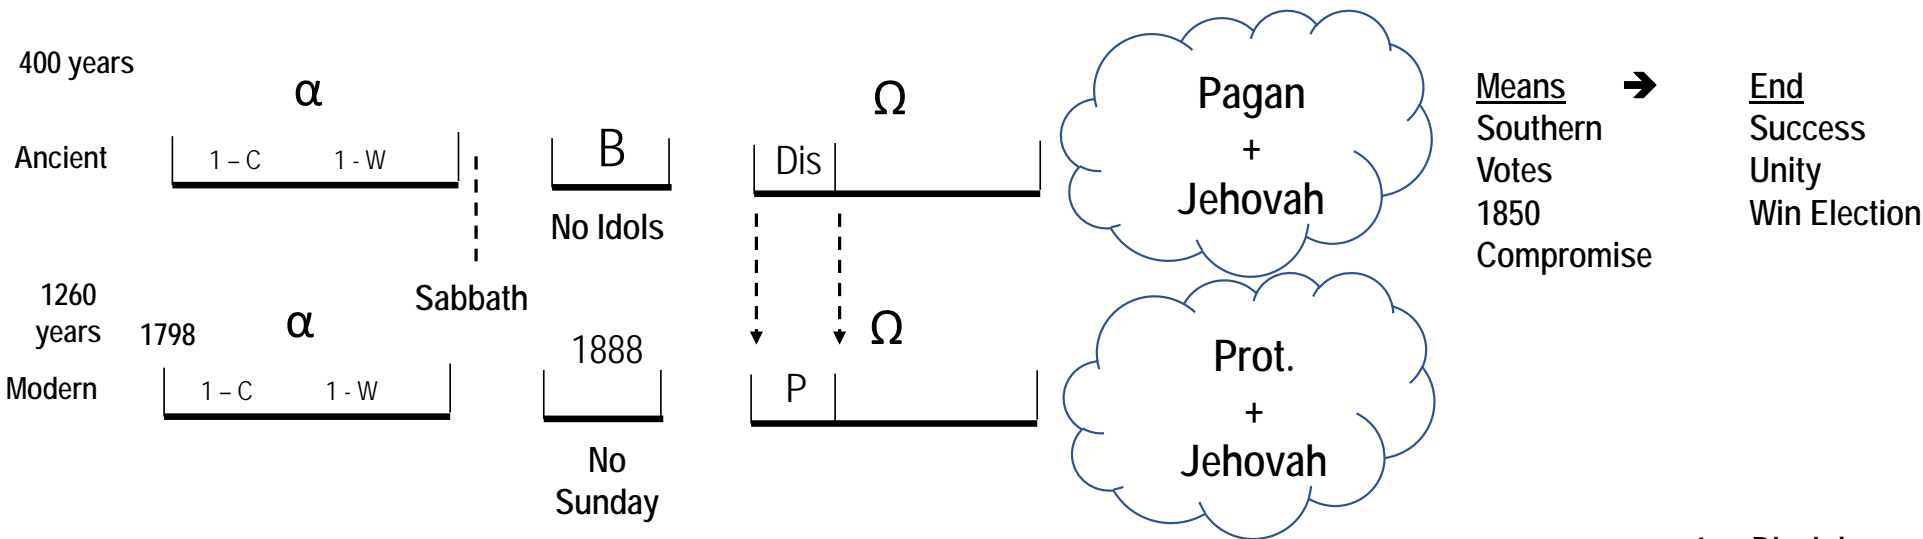 400 years
α
Ancient
1 – C
1 - W
B
No Idols
Dis
Ω
Pagan
+
Jehovah
Means ➔ End
Southern
Votes
1850
Compromise
Success
Unity
Win Election
Sabbath
1260
years
1798
α
Modern
1 – C
1 - W
1888
No
Sunday
P
Ω
Prot.
+
Jehovah